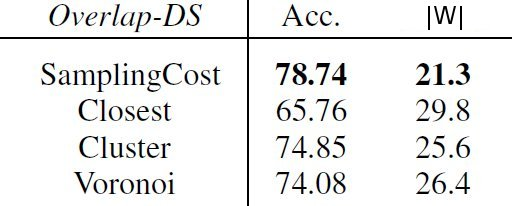 Overlap-DS Acc. |W|
SamplingCost 78.74 21.3
Closest 65.76 29.8
Cluster 74.85 25.6
Voronoi 74.08 26.4